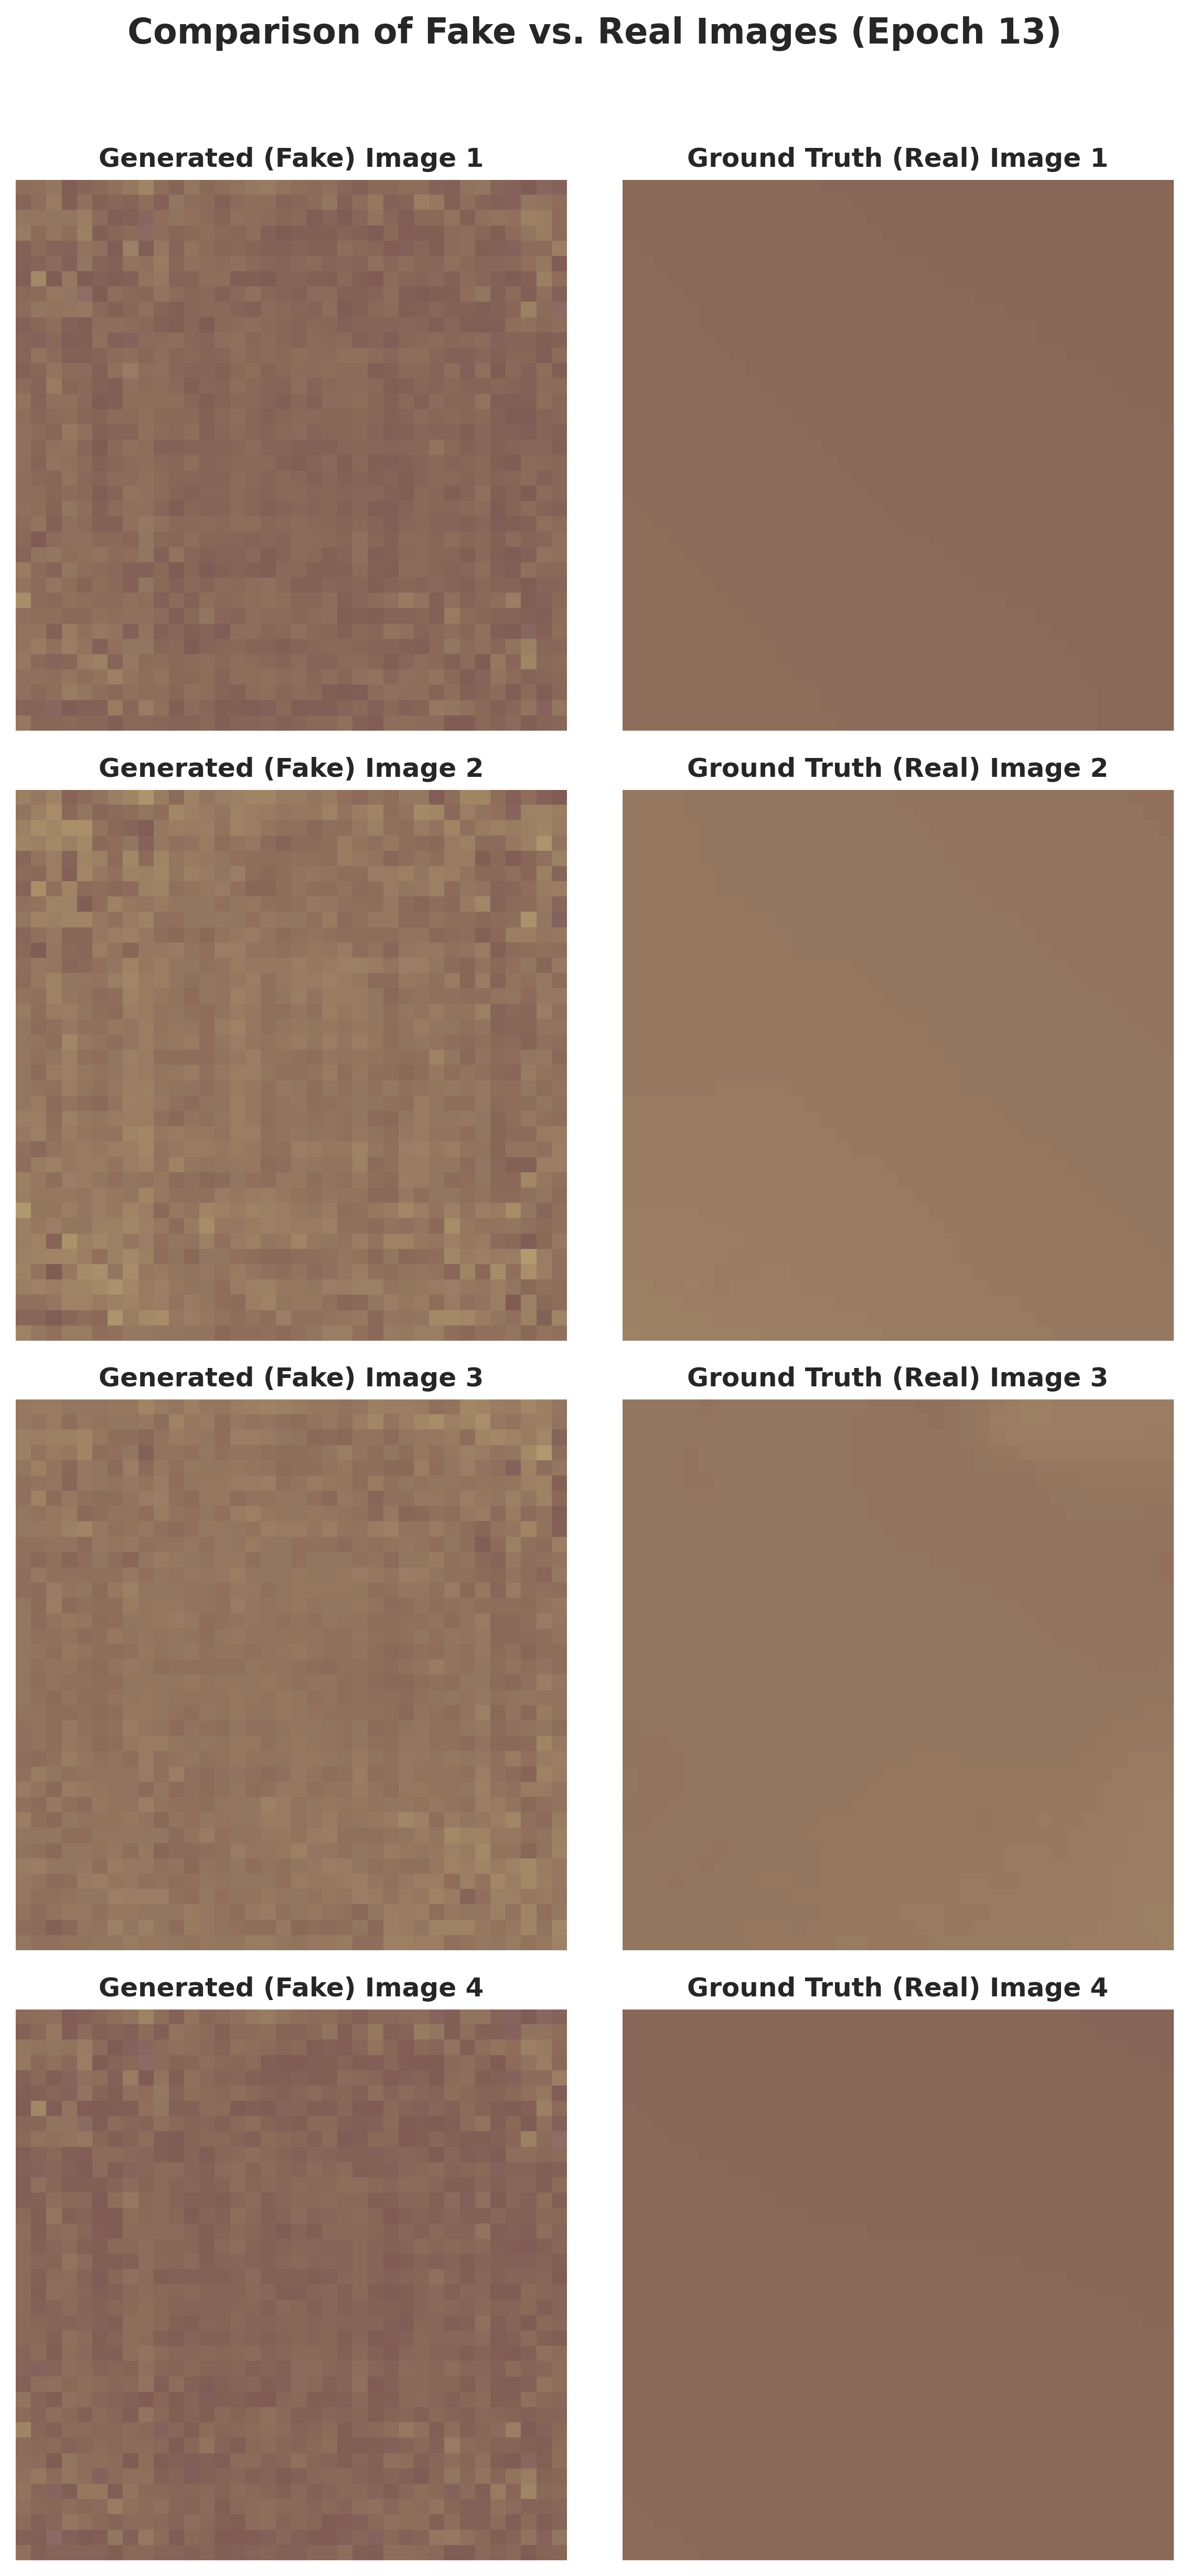 Comparison of Fake vs. Real Images (Epoch 13)
Generated (Fake) Image 1
Ground Truth (Real) Image 1
Generated (Fake) Image 2
Ground Truth (Real) Image 2
Generated (Fake) Image 3
Ground Truth (Real) Image 3
Generated (Fake) Image 4
Ground Truth (Real) Image 4